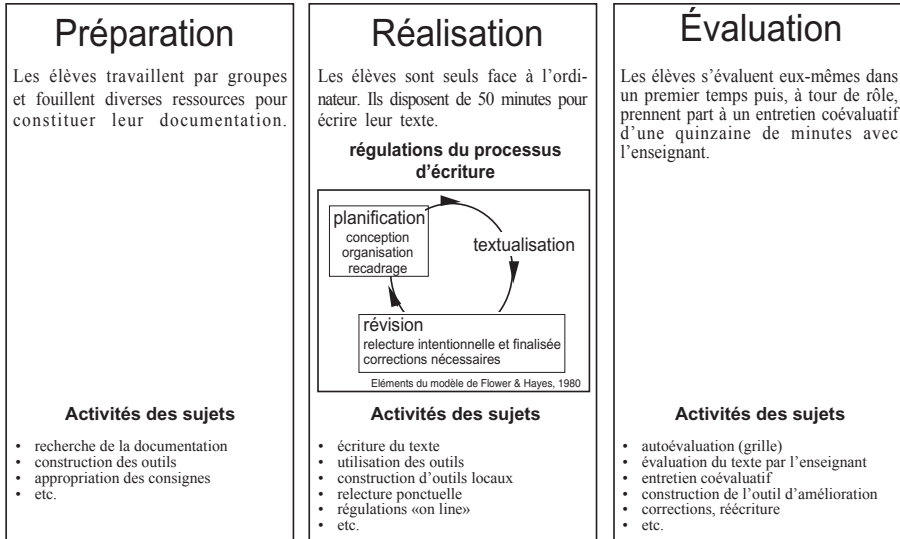 Préparation
Les élèves travaillent par groupes
et fouillent diverses ressources pour
constituer leur documentation.
Activités des sujets
• recherche de la documentation
• construction des outils
• appropriation des consignes
• etc.
Réalisation
Les élèves sont seuls face à l’ordi-
nateur. Ils disposent de 50 minutes pour
écrire leur texte.
régulations du processus
d’écriture
planification
conception
organisation
recadrage
textualisation
révision
relecture intentionnelle et finalisée
corrections nécessaires
Eléments du modèle de Flower & Hayes, 1980
Activités des sujets
• écriture du texte
• utilisation des outils
• construction d’outils locaux
• relecture ponctuelle
• régulations «on line»
• etc.
Évaluation
Les élèves s’évaluent eux-mêmes dans
un premier temps puis, à tour de rôle,
prennent part à un entretien coévaluatif
d’une quinzaine de minutes avec
l’enseignant.
Activités des sujets
• autoévaluation (grille)
• évaluation du texte par l’enseignant
• entretien coévaluatif
• construction de l’outil d’amélioration
• corrections, réécriture
• etc.